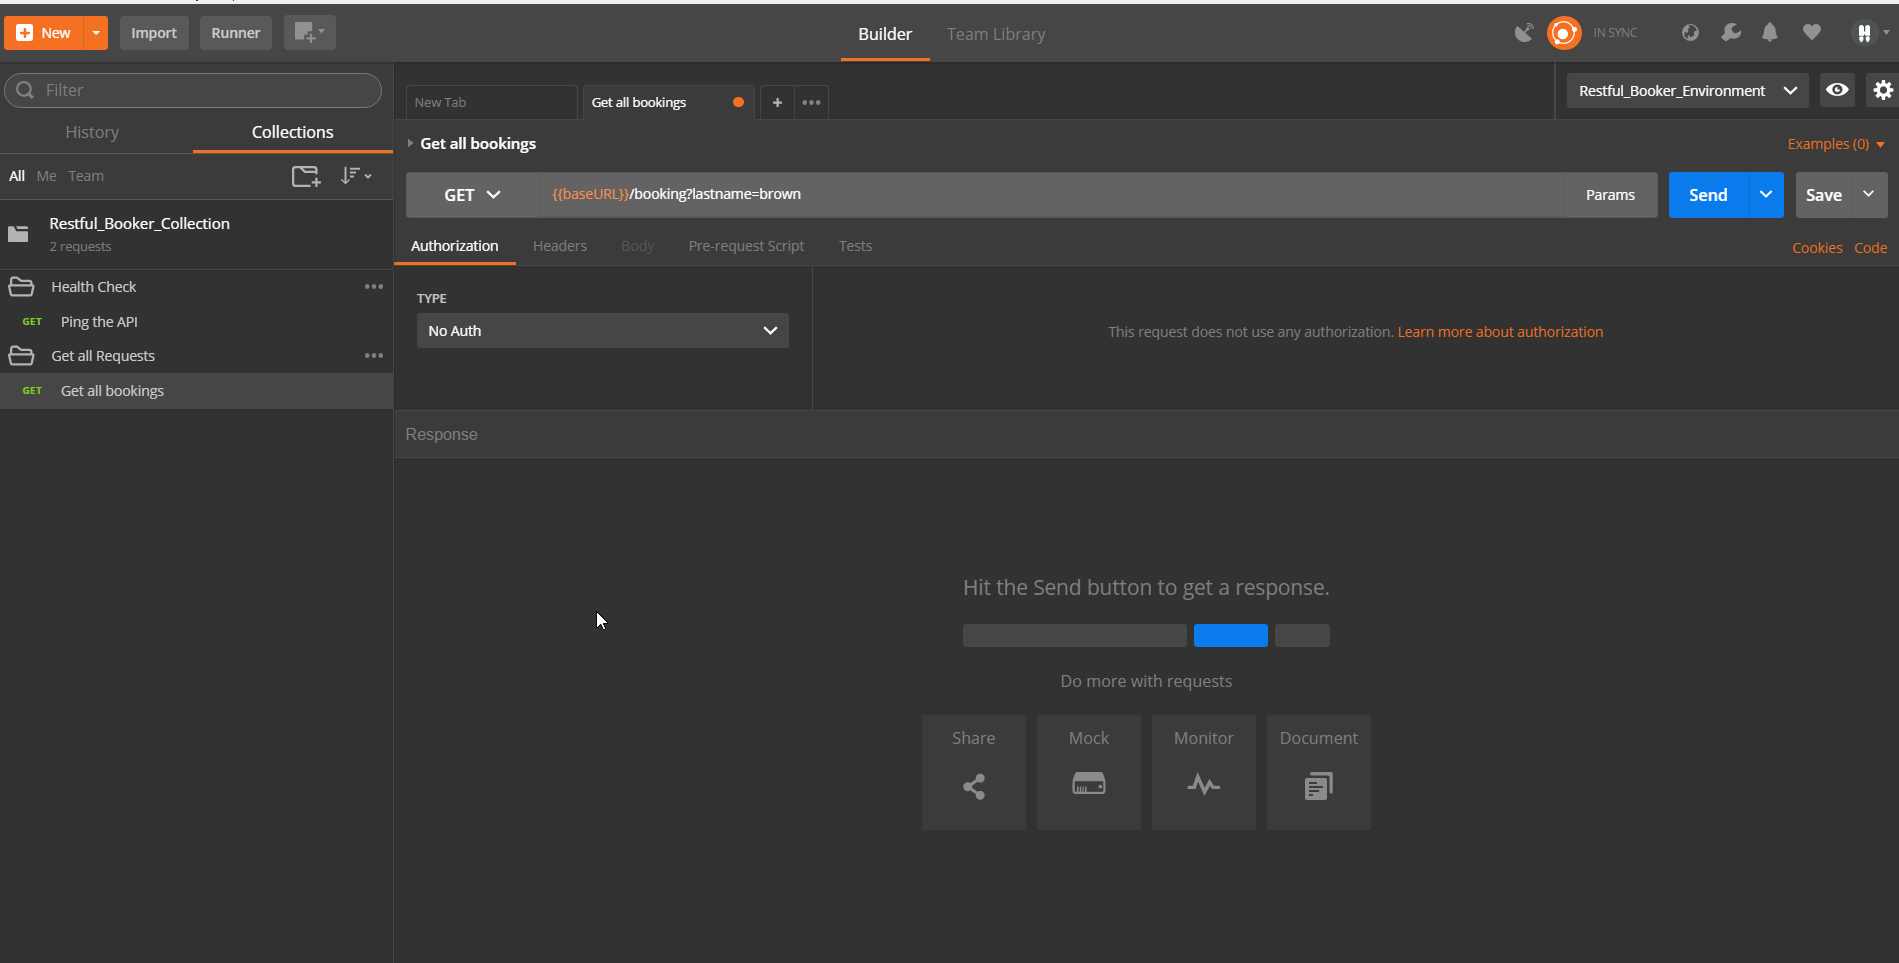 New Import Runner Builder Team Library IN SYNC
Filter
New Tab Get all bookings Restful_Booker_Environment
History Collections
Get all bookings Examples (0)
All Me Team
GET {{baseURL}}/booking?lastname=brown Params Send Save
Restful_Booker_Collection
2 requests
Authorization Headers Body Pre-request Script Tests Cookies Code
Health Check
TYPE
GET Ping the API
No Auth This request does not use any authorization. Learn more about authorization
Get all Requests
GET Get all bookings
Response
Hit the Send button to get a response.
Do more with requests
Share Mock Monitor Document